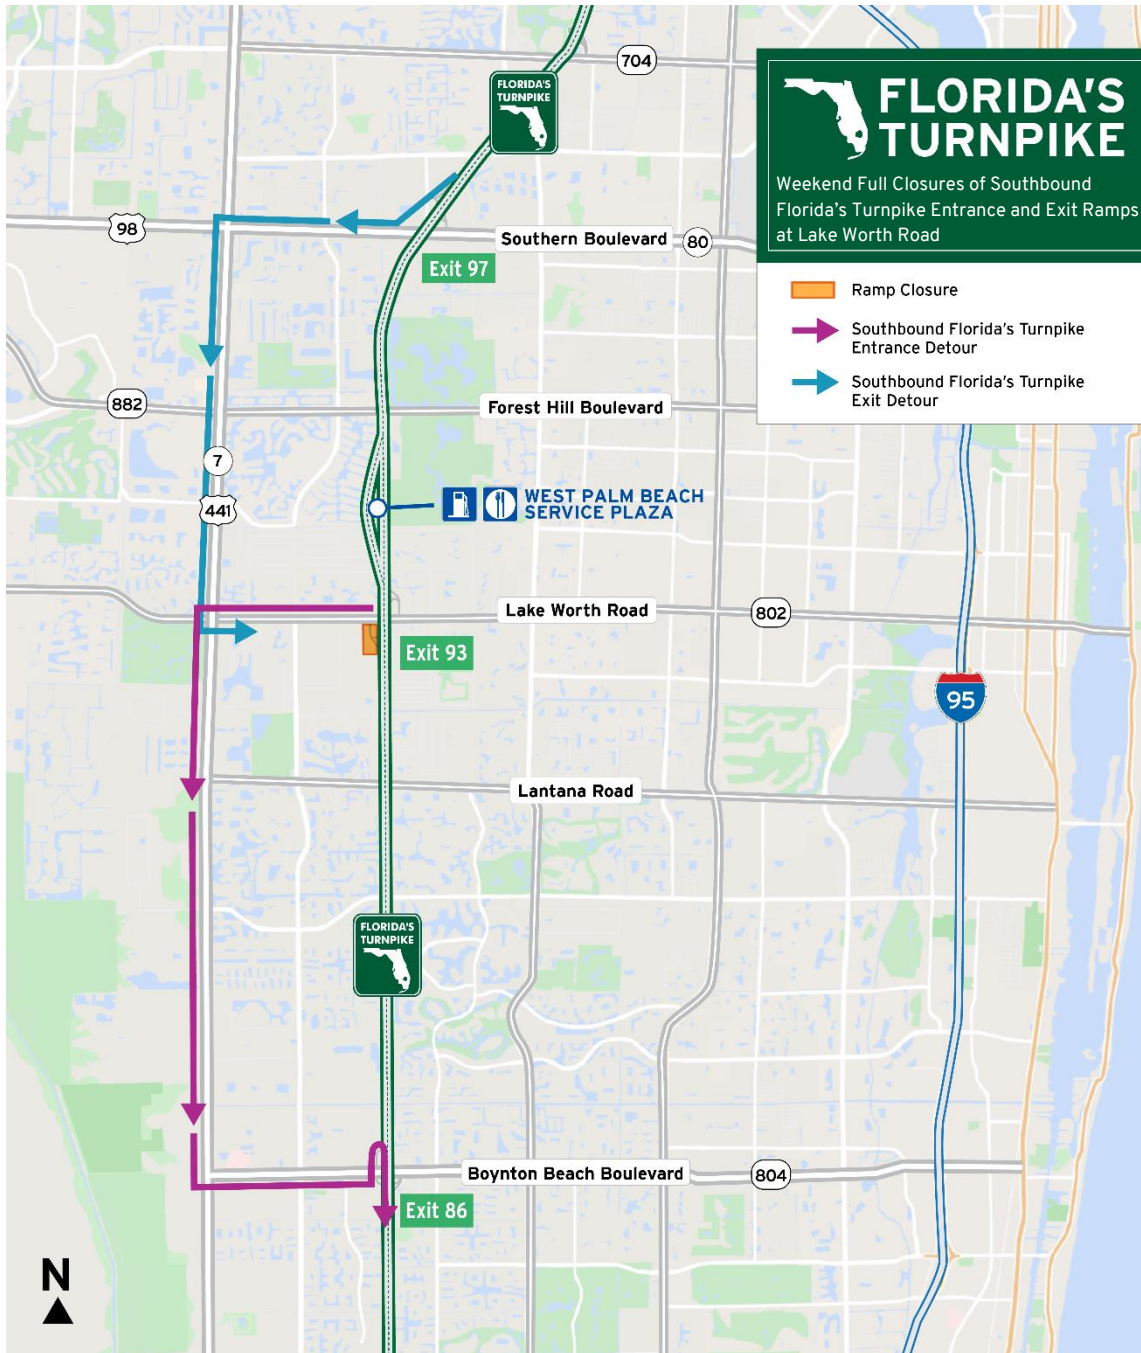 704
FLORIDA'S
TURNPIKE
FLORIDA'S
TURNPIKE
Weekend Full Closures of Southbound
Florida's Turnpike Entrance and Exit Ramps
at Lake Worth Road
98
Southern Boulevard
80
Exit 97
Ramp Closure
Southbound Florida's Turnpike
Entrance Detour
Southbound Florida's Turnpike
Exit Detour
882
Forest Hill Boulevard
7
441
WEST PALM BEACH
SERVICE PLAZA
Lake Worth Road
802
Exit 93
95
Lantana Road
FLORIDA'S
TURNPIKE
Boynton Beach Boulevard
804
Exit 86
N